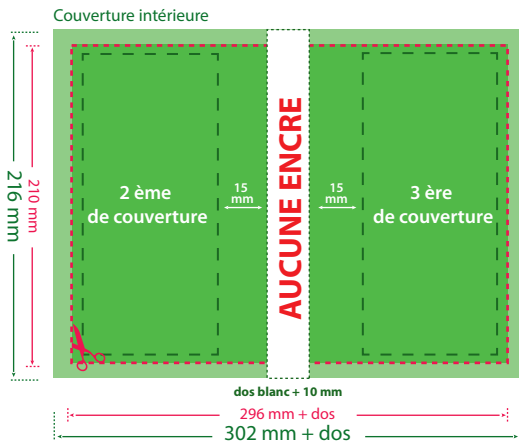 Couverture intérieure
216 mm
210 mm
2 ème
de couverture
15
mm
AUCUNE ENCRE
15
mm
3 ère
de couverture
dos blanc + 10 mm
296 mm + dos
302 mm + dos